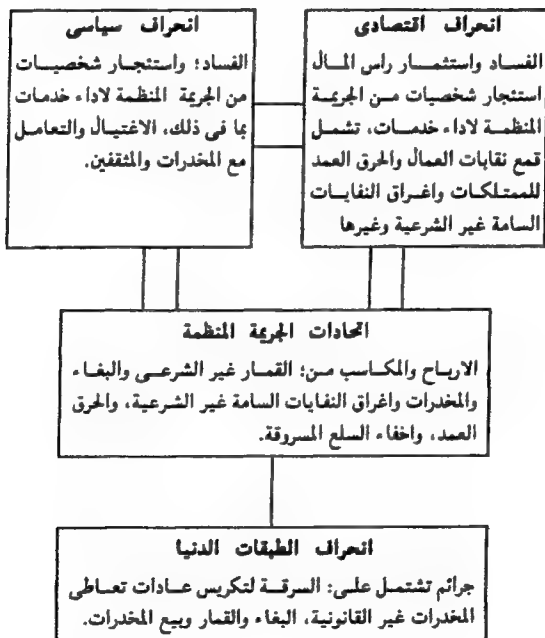 انحراف اقتصادى
الفساد واستثمار راس المال
استئجار شخصيات من الجريمة
المنظمة لاداء خدمات، تشمل
قمع نقابات العمال والحرق العمد
للممتلكات واغراق النفايات
السامة غير الشرعية وغيرها
انحراف سياسى
الفساد؛ واستئجار شخصيات
من الجريمة المنظمة لاداء خدمات
بما فى ذلك، الاغتيال والتعامل
مع المخدرات والمثقفين.
اتحادات الجريمة المنظمة
الارباح والمكاسب من؛ القمار غير الشرعى والبغاء
والمخدرات واغراق النفايات السامة غير الشرعية، والحرق
العمد، واخفاء السلع المسروقة.
انحراف الطبقات الدنيا
جرائم تشتمل على: السرقة لتكريس عادات تعاطى
المخدرات غير القانونية، البغاء والقمار وبيع المخدرات.